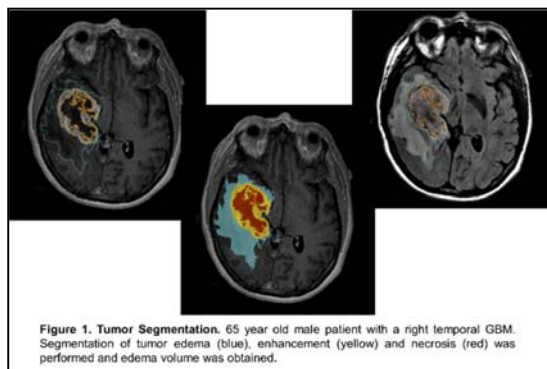 Figure 1. Tumor Segmentation. 65 year old male patient with a right temporal GBM.
Segmentation of tumor edema (blue), enhancement (yellow) and necrosis (red) was
performed and edema volume was obtained.